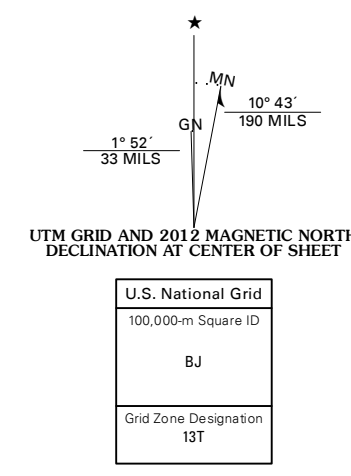 MN
GN
10° 43´
190 MILS
1° 52´
33 MILS
UTM GRID AND 2012 MAGNETIC NORTH
DECLINATION AT CENTER OF SHEET
U.S. National Grid
100,000-m Square ID
BJ
Grid Zone Designation
13T